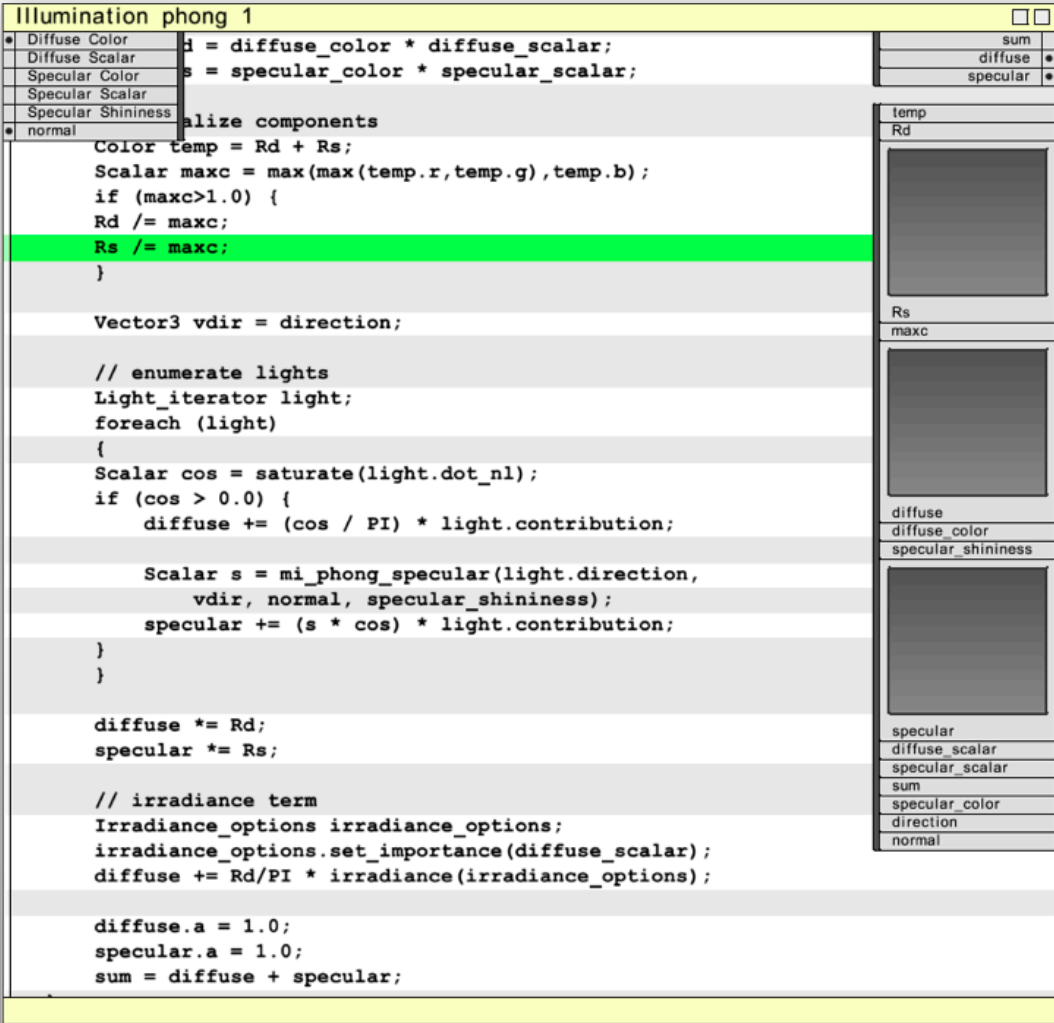 Illumination phong 1
Diffuse Color
Diffuse Scalar
Specular Color
Specular Scalar
Specular Shininess
normal
= diffuse_color * diffuse_scalar;
= specular_color * specular_scalar;
alize components
Color temp = Rd + Rs;
Scalar maxc = max(max(temp.r,temp.g),temp.b);
if (maxc>1.0) {
Rd /= maxc;
Rs /= maxc;
}
Vector3 vdir = direction;
// enumerate lights
Light_iterator light;
foreach (light)
{
Scalar cos = saturate(light.dot_nl);
if (cos > 0.0) {
diffuse += (cos / PI) * light.contribution;
Scalar s = mi_phong_specular(light.direction,
vdir, normal, specular_shininess);
specular += (s * cos) * light.contribution;
}
}
diffuse *= Rd;
specular *= Rs;
// irradiance term
Irradiance_options irradiance_options;
irradiance_options.set_importance(diffuse_scalar);
diffuse += Rd/PI * irradiance(irradiance_options);
diffuse.a = 1.0;
specular.a = 1.0;
sum = diffuse + specular;
sum
diffuse
specular
temp
Rd
Rs
maxc
diffuse
diffuse_color
specular_shininess
specular
diffuse_scalar
specular_scalar
sum
specular_color
direction
normal